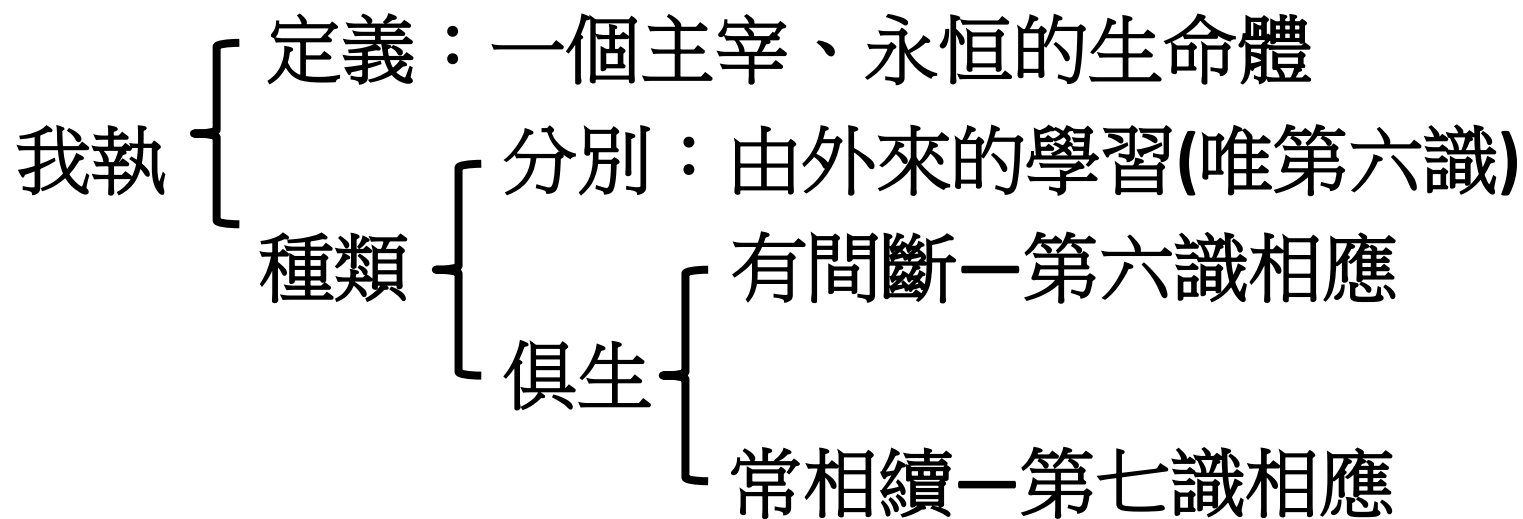 定義：一個主宰、永恒的生命體
我執
分別：由外來的學習(唯第六識)
種類
有間斷—第六識相應
俱生
常相續—第七識相應